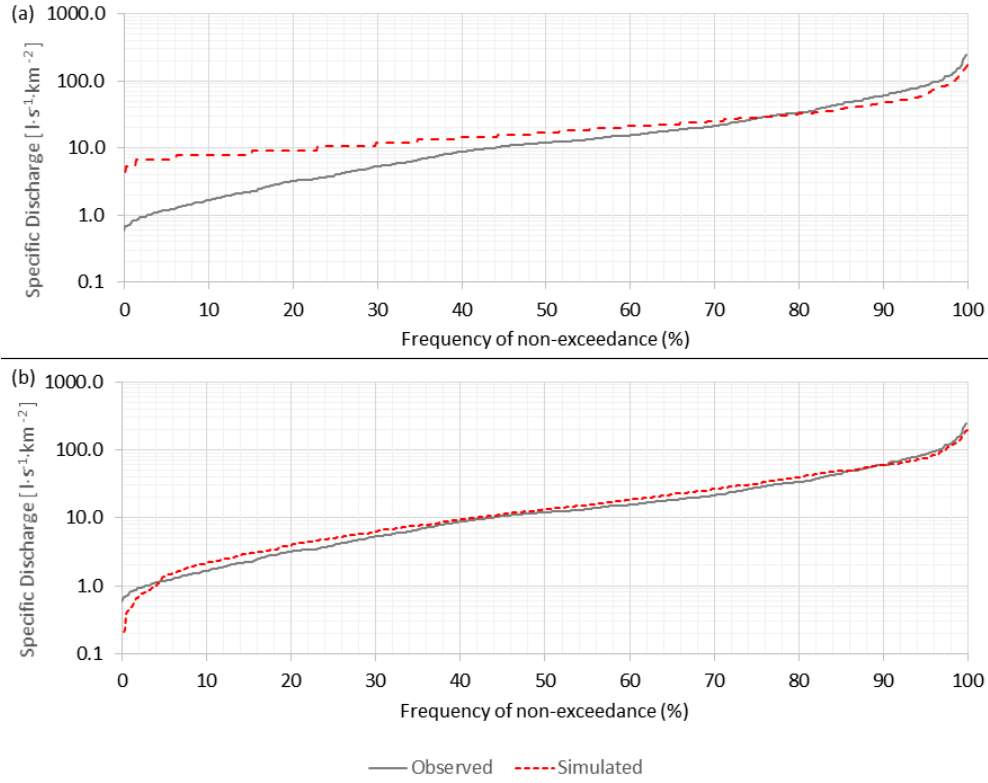 (a)
1000.0
100.0
10.0
1.0
0.1
Specific Discharge [ l·s⁻¹·km⁻² ]
0 10 20 30 40 50 60 70 80 90 100
Frequency of non-exceedance (%)
(b)
1000.0
100.0
10.0
1.0
0.1
Specific Discharge [ l·s⁻¹·km⁻² ]
0 10 20 30 40 50 60 70 80 90 100
Frequency of non-exceedance (%)
Observed Simulated